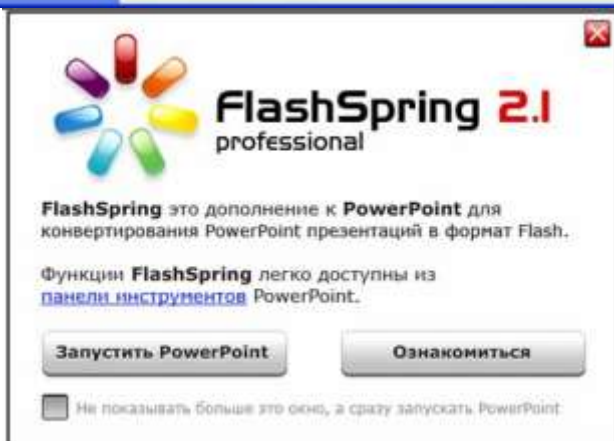 FlashSpring 2.1
professional
FlashSpring это дополнение к PowerPoint для
конвертирования PowerPoint презентаций в формат Flash.
Функции FlashSpring легко доступны из
панели инструментов PowerPoint.
Запустить PowerPoint
Ознакомиться
Не показывать больше это окно, а сразу запускать PowerPoint